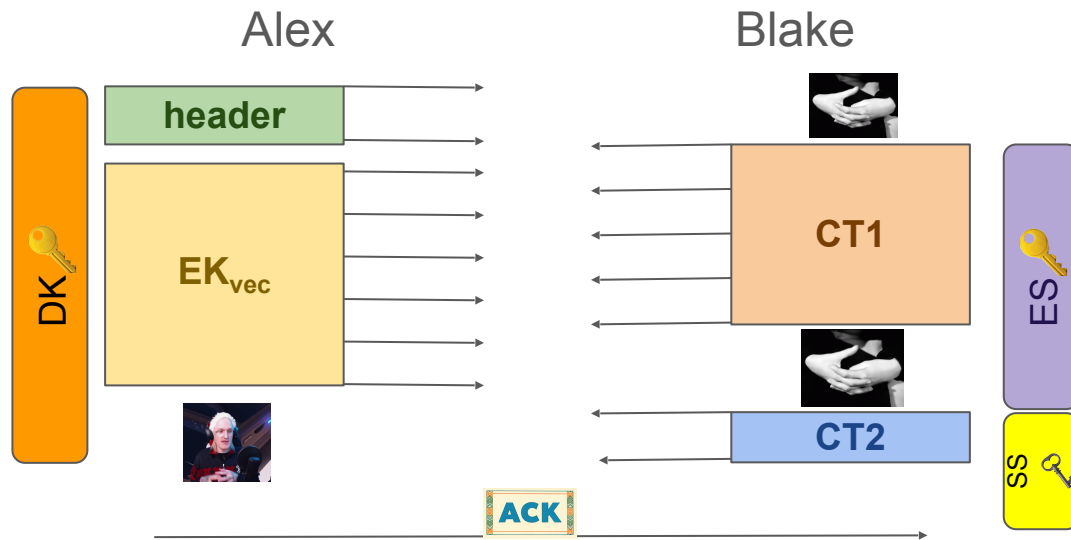 Alex
Blake
header
DK
EKvec
CT1
ES
CT2
SS
ACK